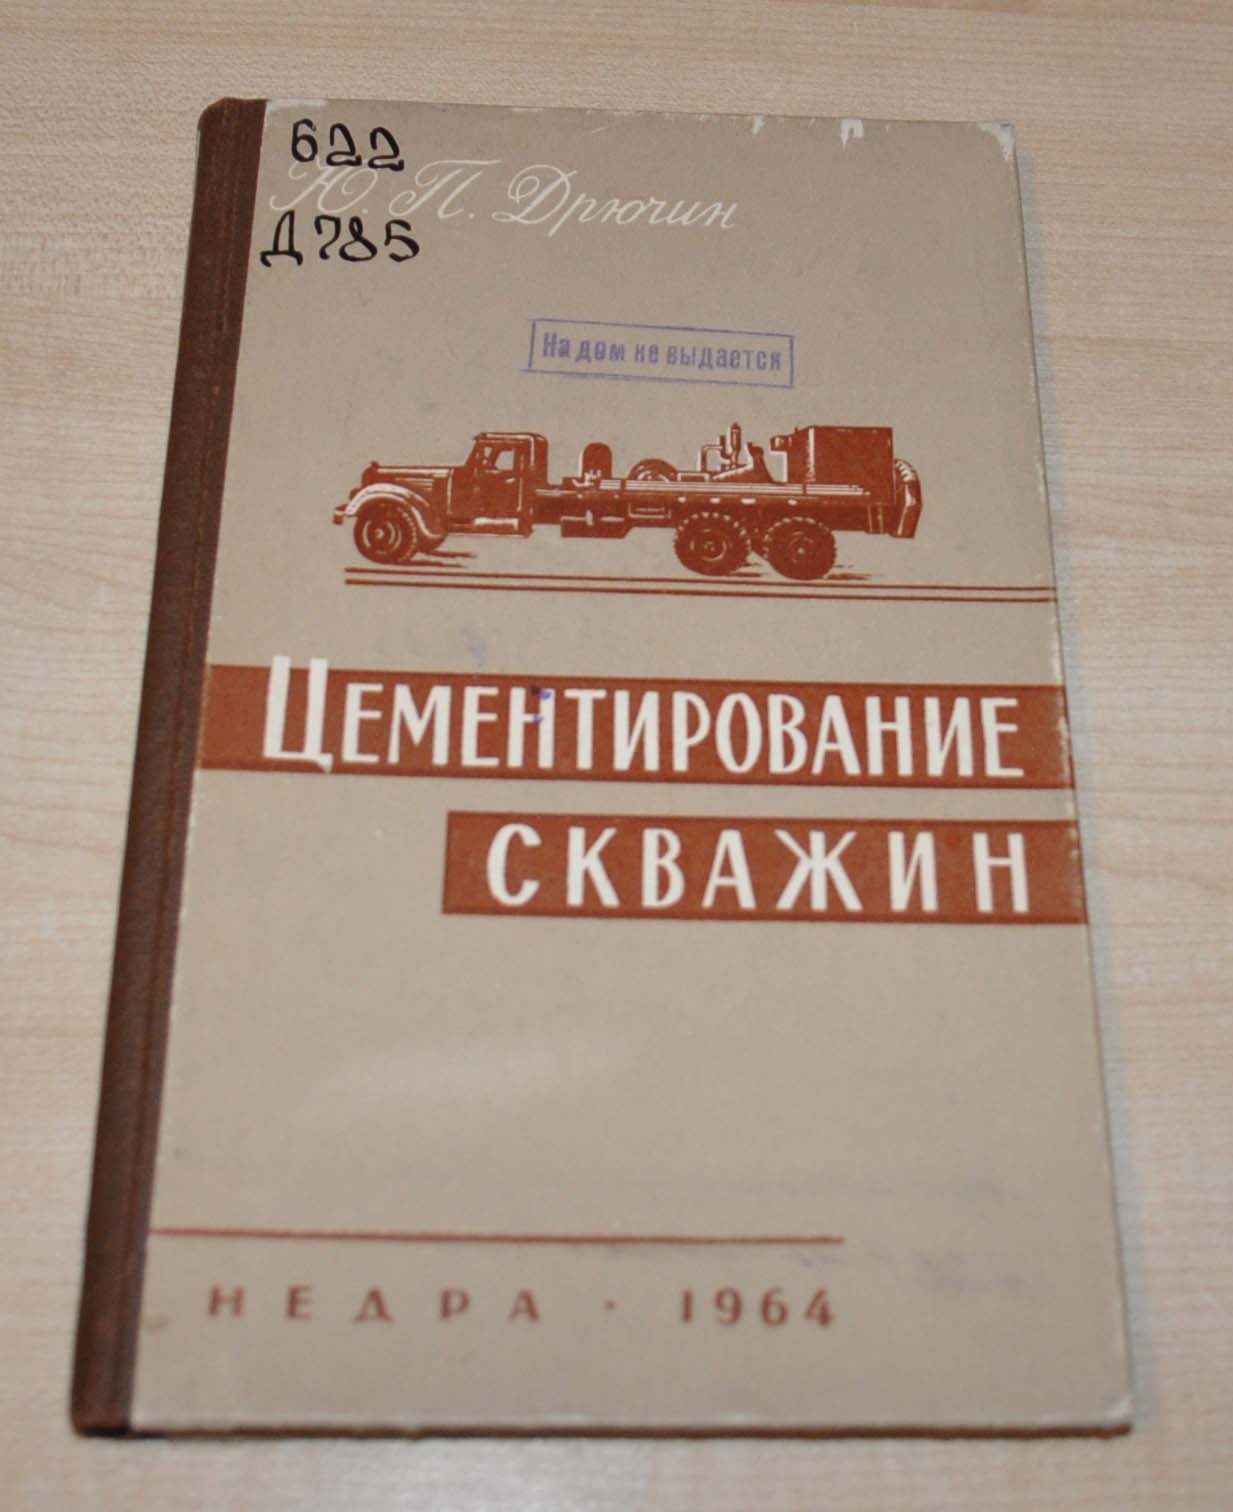 622
Ю. П. Дрючин
Д785
На дом не выдается
Цементирование
скважин
НЕДРА · 1964